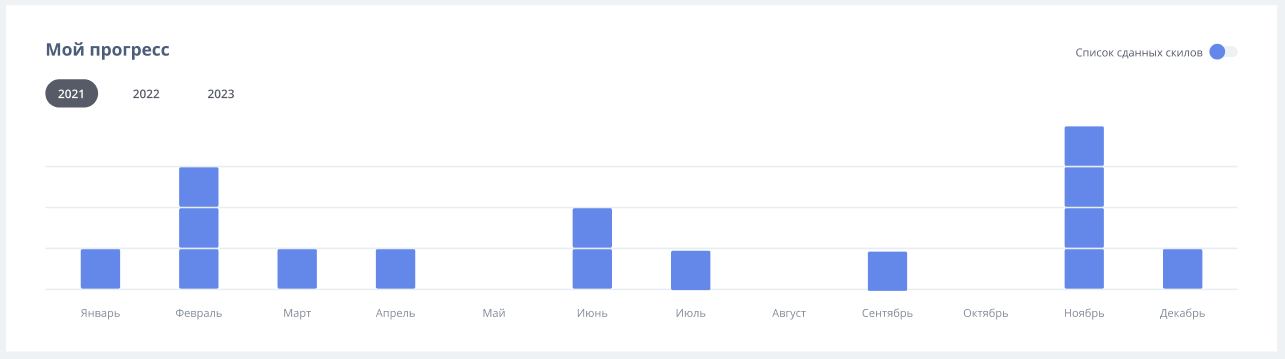 Мой прогресс
Список сданных скилов
2021 2022 2023
Январь Февраль Март Апрель Май Июнь Июль Август Сентябрь Октябрь Ноябрь Декабрь